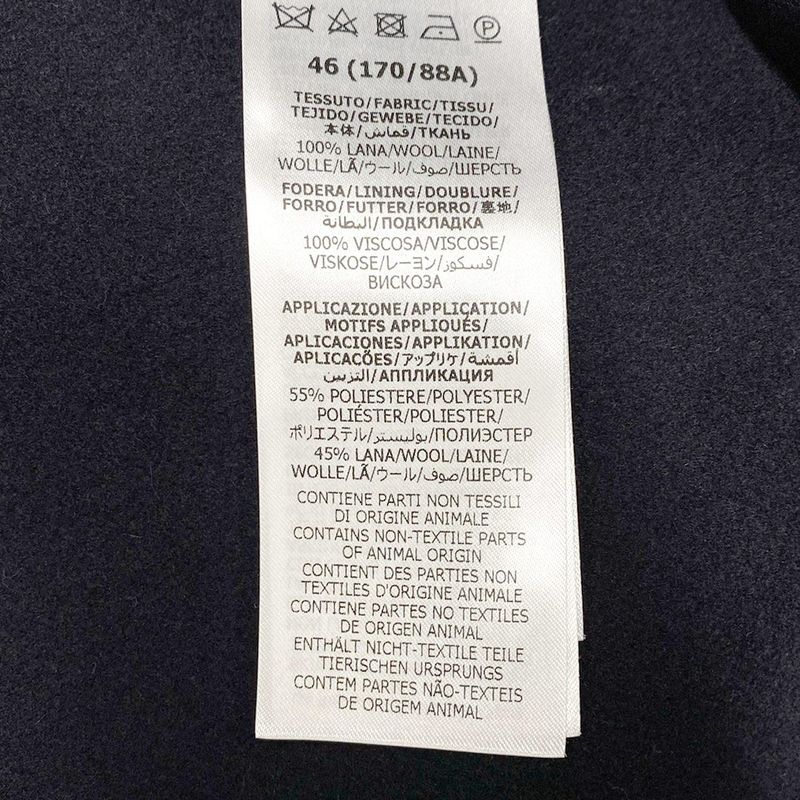 P
46 (170/88A)
TESSUTO/FABRIC/TISSU/
TEJIDO/GEWEBE/TECIDO/
本体/قماش/ТКАНЬ
100% LANA/WOOL/LAINE/
WOLLE/LÃ/ウール/صوف/ШЕРСТЬ
FODERA/LINING/DOUBLURE/
FORRO/FUTTER/FORRO/裏地/
البطانة/ПОДКЛАДКА
100% VISCOSA/VISCOSE/
VISKOSE/レーヨン/فسكوز/
ВИСКОЗА
APPLICAZIONE/APPLICATION/
MOTIFS APPLIQUÉS/
APLICACIONES/APPLIKATION/
APLICACÕES/アップリケ/أقمشة
التزيين/АППЛИКАЦИЯ
55% POLIESTERE/POLYESTER/
POLIÉSTER/POLIESTER/
ポリエステル/بوليستر/ПОЛИЭСТЕР
45% LANA/WOOL/LAINE/
WOLLE/LÃ/ウール/صوف/ШЕРСТЬ
CONTIENE PARTI NON TESSILI
DI ORIGINE ANIMALE
CONTAINS NON-TEXTILE PARTS
OF ANIMAL ORIGIN
CONTIENT DES PARTIES NON
TEXTILES D'ORIGINE ANIMALE
CONTIENE PARTES NO TEXTILES
DE ORIGEN ANIMAL
ENTHÄLT NICHT-TEXTILE TEILE
TIERISCHEN URSPRUNGS
CONTEM PARTES NÃO-TEXTEIS
DE ORIGEM ANIMAL